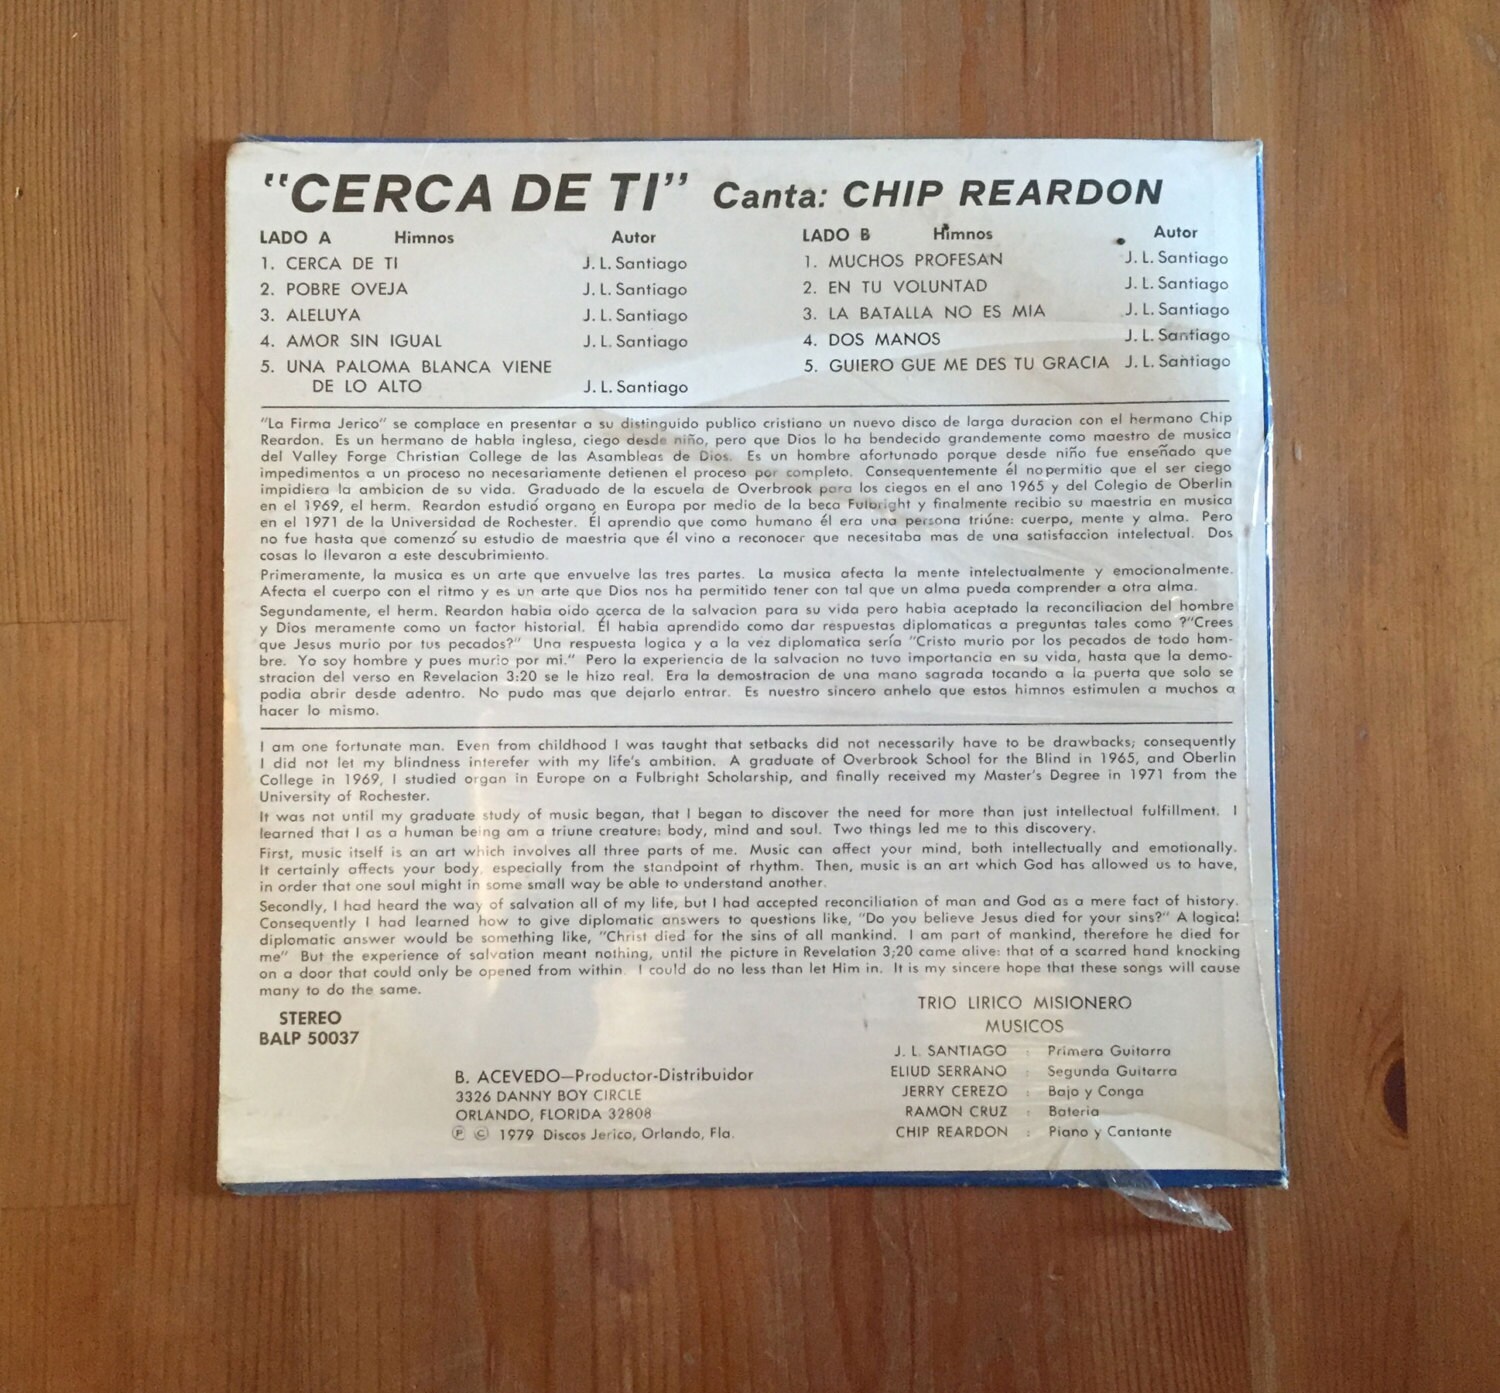 "CERCA DE TI" Canta: CHIP REARDON
LADO A Himnos Autor
1. CERCA DE TI J. L. Santiago
2. POBRE OVEJA J. L. Santiago
3. ALELUYA J. L. Santiago
4. AMOR SIN IGUAL J. L. Santiago
5. UNA PALOMA BLANCA VIENE
DE LO ALTO J. L. Santiago
LADO B Himnos Autor
1. MUCHOS PROFESAN J. L. Santiago
2. EN TU VOLUNTAD J. L. Santiago
3. LA BATALLA NO ES MIA J. L. Santiago
4. DOS MANOS J. L. Santiago
5. GUIERO GUE ME DES TU GRACIA J. L. Santiago
"La Firma Jerico" se complace en presentar a su distinguido publico cristiano un nuevo disco de larga duracion con el hermano Chip
Reardon. Es un hermano de habla inglesa, ciego desde niño, pero que Dios lo ha bendecido grandemente como maestro de musica
del Valley Forge Christian College de las Asambleas de Dios. Es un hombre afortunado porque desde niño fue enseñado que
impedimentos a un proceso no necesariamente detienen el proceso por completo. Consequentemente él no permitio que el ser ciego
impidiera la ambicion de su vida. Graduado de la escuela de Overbrook para los ciegos en el ano 1965 y del Colegio de Oberlin
en el 1969, el herm. Reardon estudió organo en Europa por medio de la beca Fulbright y finalmente recibio su maestria en musica
en el 1971 de la Universidad de Rochester. Él aprendio que como humano él era una persona triúne: cuerpo, mente y alma. Pero
no fue hasta que comenzó su estudio de maestria que él vino a reconocer que necesitaba mas de una satisfaccion intelectual. Dos
cosas lo llevaron a este descubrimiento.
Primeramente, la musica es un arte que envuelve las tres partes. La musica afecta la mente intelectualmente y emocionalmente.
Afecta el cuerpo con el ritmo y es un arte que Dios nos ha permitido tener con tal que un alma pueda comprender a otra alma.
Segundamente, el herm. Reardon habia oido acerca de la salvacion para su vida pero habia aceptado la reconciliacion del hombre
y Dios meramente como un factor historial. Él habia aprendido como dar respuestas diplomaticas a preguntas tales como ?"Crees
que Jesus murio por tus pecados?" Una respuesta logica y a la vez diplomatica sería "Cristo murio por los pecados de todo hom-
bre. Yo soy hombre y pues murio por mi." Pero la experiencia de la salvacion no tuvo importancia en su vida, hasta que la demo-
stracion del verso en Revelacion 3:20 se le hizo real. Era la demostracion de una mano sagrada tocando a la puerta que solo se
podia abrir desde adentro. No pudo mas que dejarlo entrar. Es nuestro sincero anhelo que estos himnos estimulen a muchos a
hacer lo mismo.
I am one fortunate man. Even from childhood I was taught that setbacks did not necessarily have to be drawbacks; consequently
I did not let my blindness interefer with my life's ambition. A graduate of Overbrook School for the Blind in 1965, and Oberlin
College in 1969, I studied organ in Europe on a Fulbright Scholarship, and finally received my Master's Degree in 1971 from the
University of Rochester.
It was not until my graduate study of music began, that I began to discover the need for more than just intellectual fulfillment. I
learned that I as a human being am a triune creature: body, mind and soul. Two things led me to this discovery.
First, music itself is an art which involves all three parts of me. Music can affect your mind, both intellectually and emotionally.
It certainly affects your body, especially from the standpoint of rhythm. Then, music is an art which God has allowed us to have,
in order that one soul might in some small way be able to understand another.
Secondly, I had heard the way of salvation all of my life, but I had accepted reconciliation of man and God as a mere fact of history.
Consequently I had learned how to give diplomatic answers to questions like, "Do you believe Jesus died for your sins?" A logical
diplomatic answer would be something like, "Christ died for the sins of all mankind. I am part of mankind, therefore he died for
me" But the experience of salvation meant nothing, until the picture in Revelation 3;20 came alive: that of a scarred hand knocking
on a door that could only be opened from within. I could do no less than let Him in. It is my sincere hope that these songs will cause
many to do the same.
STEREO
BALP 50037
B. ACEVEDO—Productor-Distribuidor
3326 DANNY BOY CIRCLE
ORLANDO, FLORIDA 32808
℗ © 1979 Discos Jerico, Orlando, Fla.
TRIO LIRICO MISIONERO
MUSICOS
J. L. SANTIAGO : Primera Guitarra
ELIUD SERRANO : Segunda Guitarra
JERRY CEREZO : Bajo y Conga
RAMON CRUZ : Bateria
CHIP REARDON : Piano y Cantante